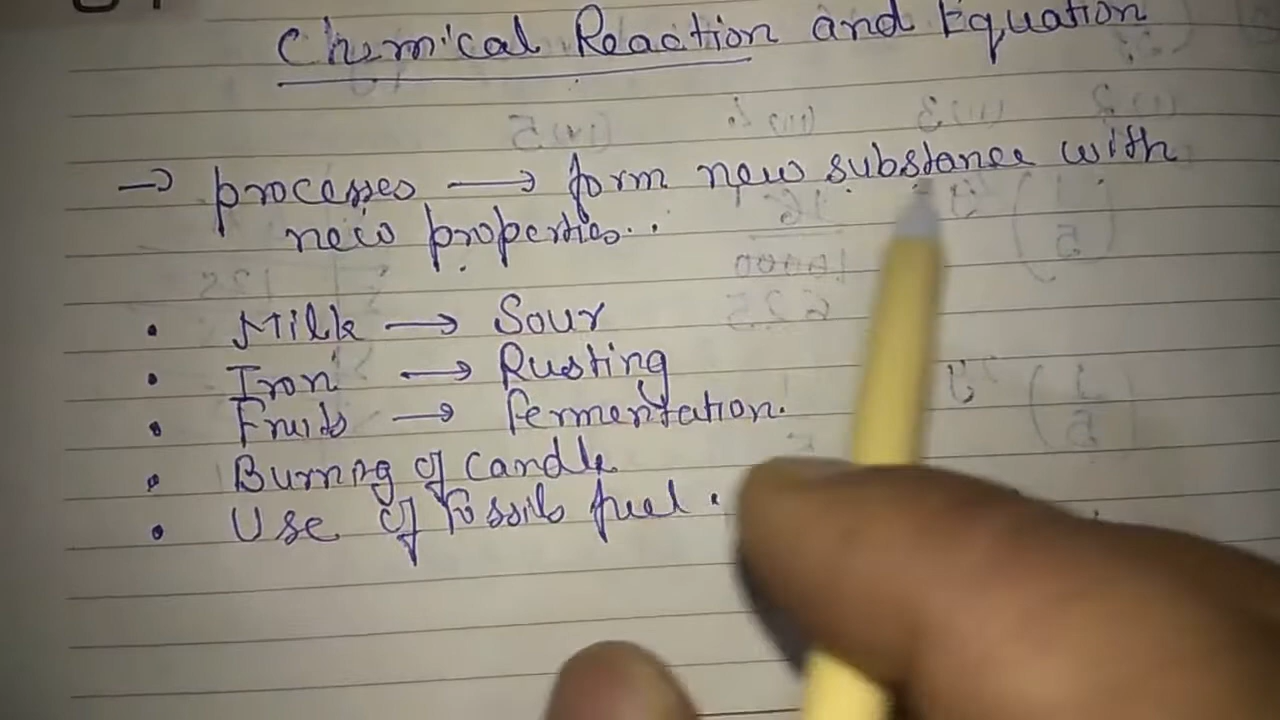 Chemical Reaction and Equation
→ processes → form new substance with
new properties..
• Milk → Sour
• Iron → Rusting
• Fruits → fermentation.
• Burning of candle
• Use of Fossils fuel.